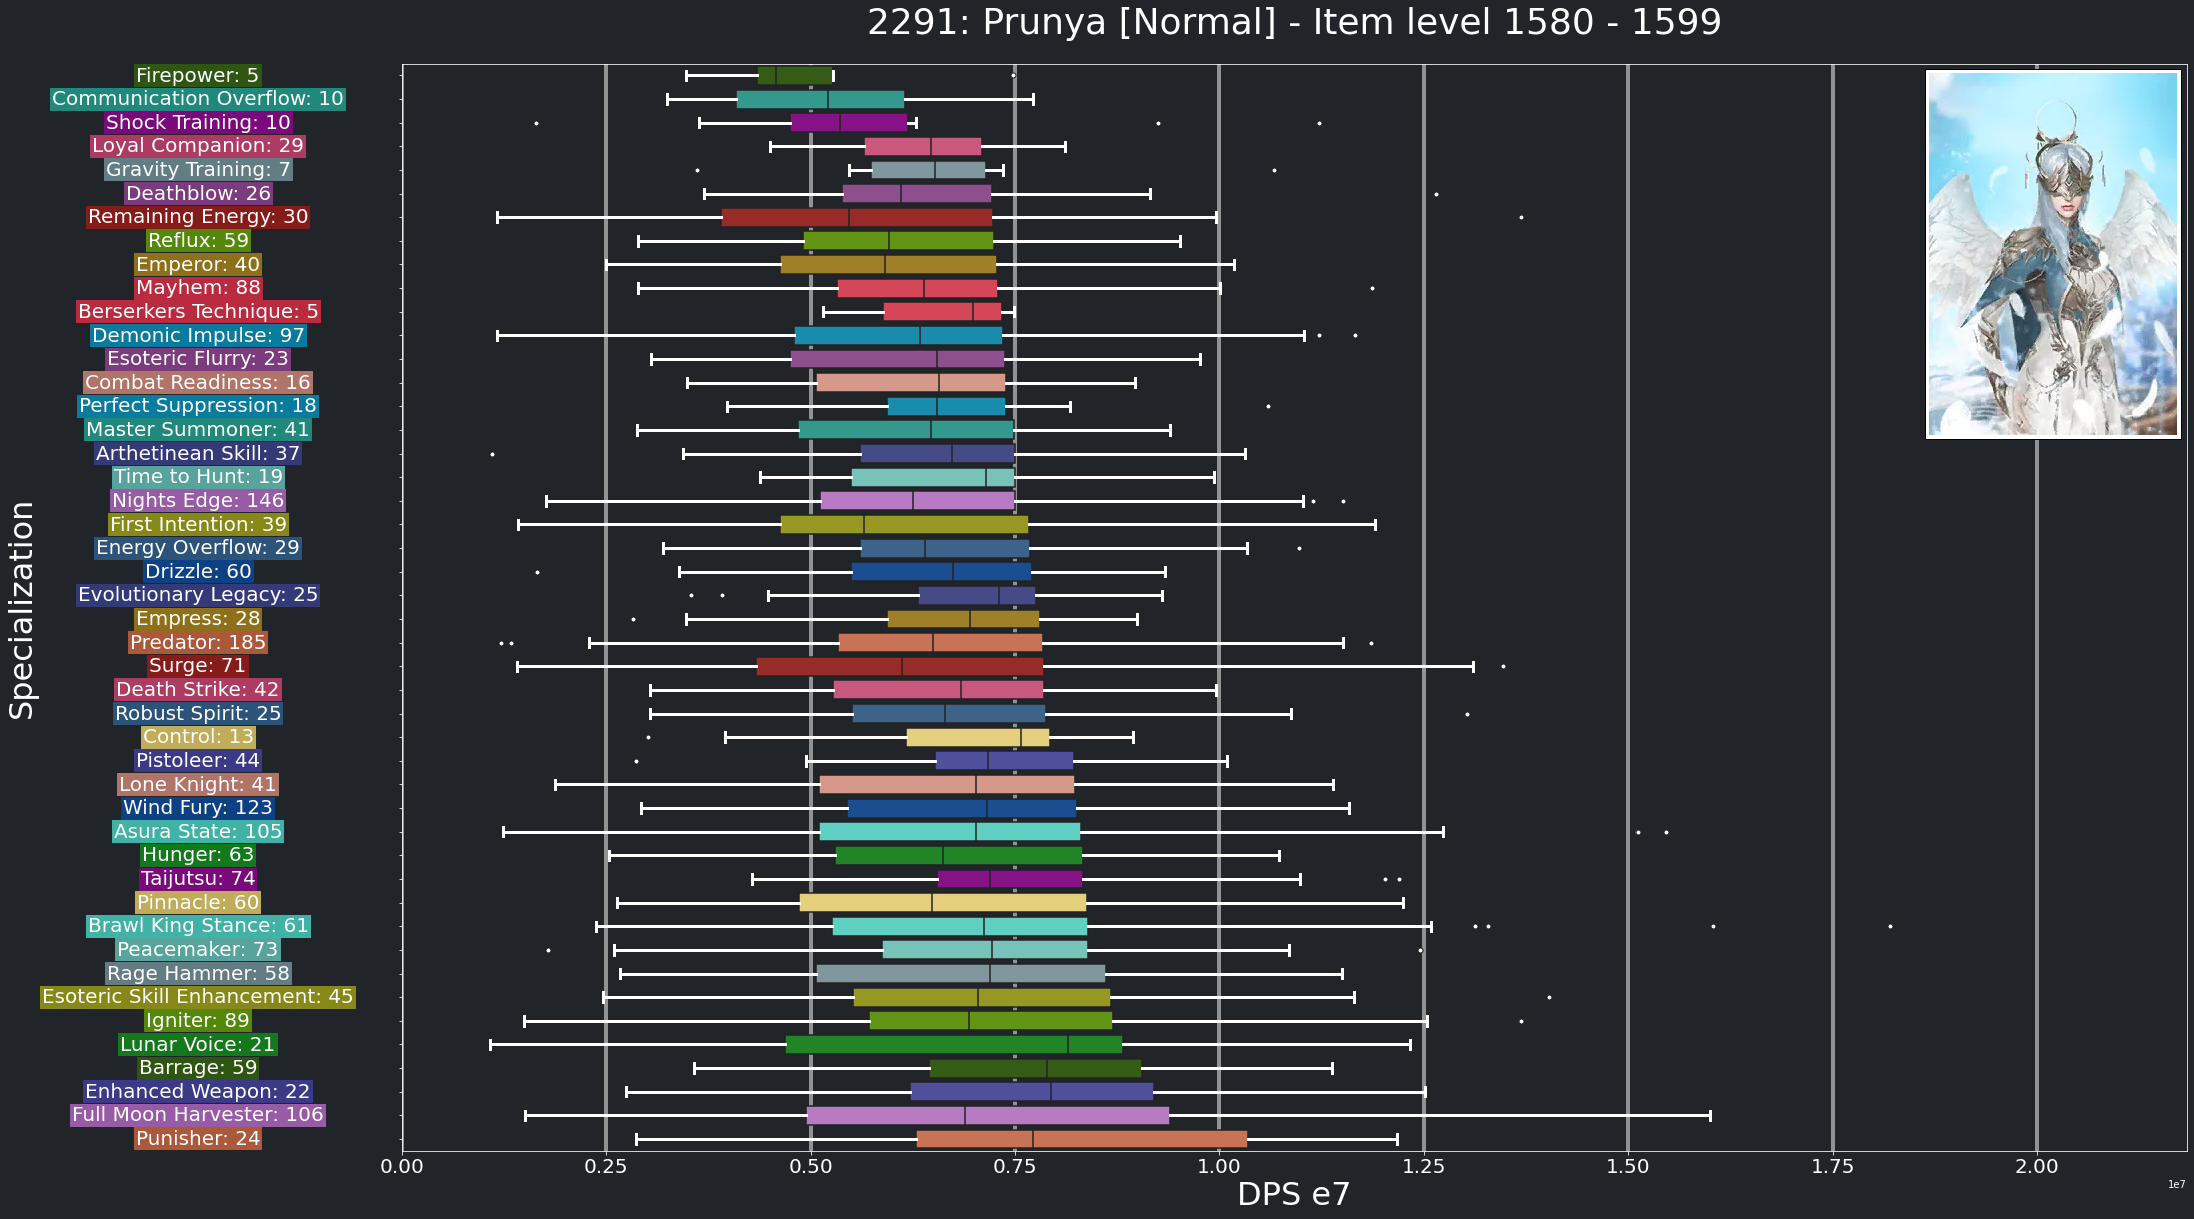 2291: Prunya [Normal] - Item level 1580 - 1599
Firepower: 5
Communication Overflow: 10
Shock Training: 10
Loyal Companion: 29
Gravity Training: 7
Deathblow: 26
Remaining Energy: 30
Reflux: 59
Emperor: 40
Mayhem: 88
Berserkers Technique: 5
Demonic Impulse: 97
Esoteric Flurry: 23
Combat Readiness: 16
Perfect Suppression: 18
Master Summoner: 41
Arthetinean Skill: 37
Time to Hunt: 19
Nights Edge: 146
First Intention: 39
Energy Overflow: 29
Drizzle: 60
Evolutionary Legacy: 25
Empress: 28
Predator: 185
Surge: 71
Death Strike: 42
Robust Spirit: 25
Control: 13
Pistoleer: 44
Lone Knight: 41
Wind Fury: 123
Asura State: 105
Hunger: 63
Taijutsu: 74
Pinnacle: 60
Brawl King Stance: 61
Peacemaker: 73
Rage Hammer: 58
Esoteric Skill Enhancement: 45
Igniter: 89
Lunar Voice: 21
Barrage: 59
Enhanced Weapon: 22
Full Moon Harvester: 106
Punisher: 24
Specialization
0.00 0.25 0.50 0.75 1.00 1.25 1.50 1.75 2.00
DPS e7
1e7